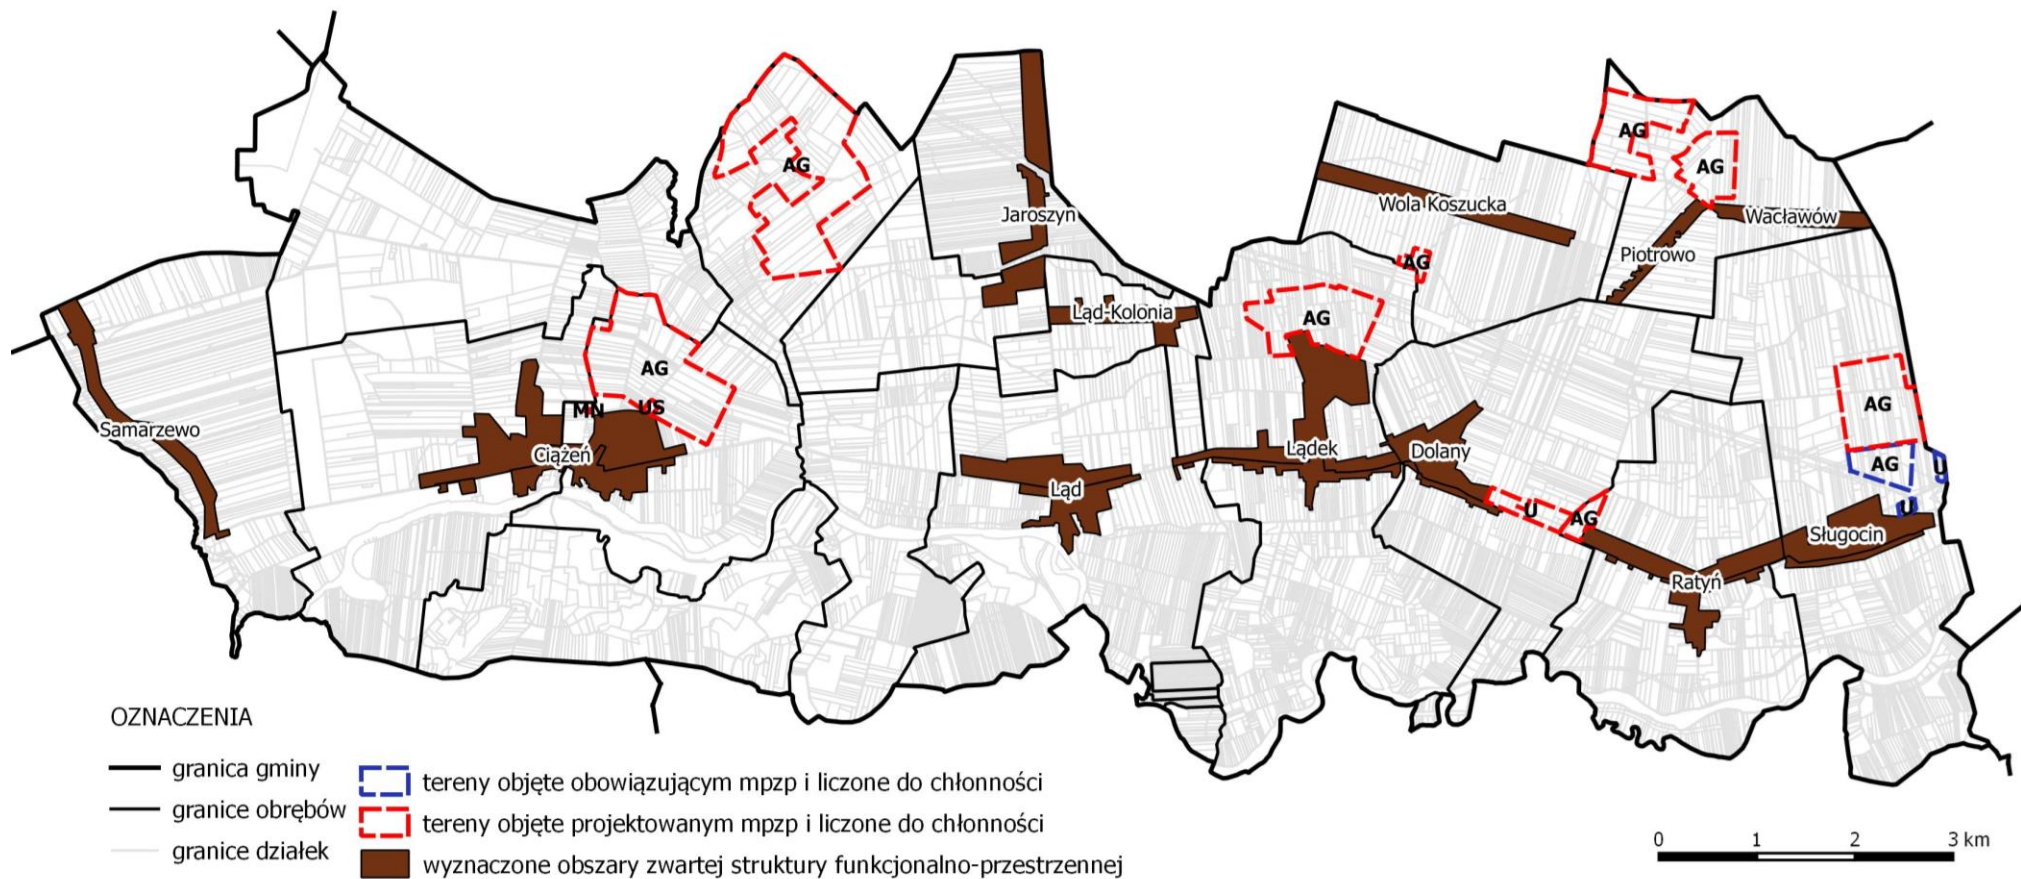 AG
AG
AG
Jaroszyn
Wola Koszucka
Wacławów
Piotrowo
AG
Ląd-Kolonia
AG
AG
AG
MN
US
Samarzewo
Ciążeń
Lądek
Dolany
AG
U
Ląd
U
AG
U
Sługocin
Ratyń
OZNACZENIA
granica gminy
granice obrębów
granice działek
tereny objęte obowiązującym mpzp i liczone do chłonności
tereny objęte projektowanym mpzp i liczone do chłonności
wyznaczone obszary zwartej struktury funkcjonalno-przestrzennej
0 1 2 3 km